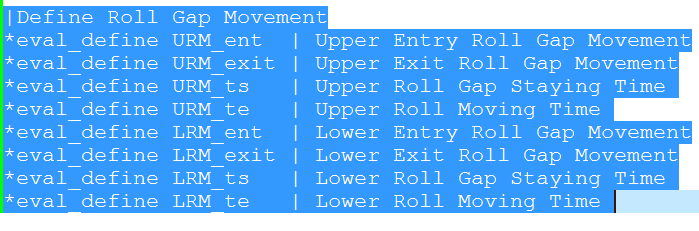 |Define Roll Gap Movement
*eval_define URM_ent | Upper Entry Roll Gap Movement
*eval_define URM_exit | Upper Exit Roll Gap Movement
*eval_define URM_ts | Upper Roll Gap Staying Time
*eval_define URM_te | Upper Roll Moving Time
*eval_define LRM_ent | Lower Entry Roll Gap Movement
*eval_define LRM_exit | Lower Exit Roll Gap Movement
*eval_define LRM_ts | Lower Roll Gap Staying Time
*eval_define LRM_te | Lower Roll Moving Time